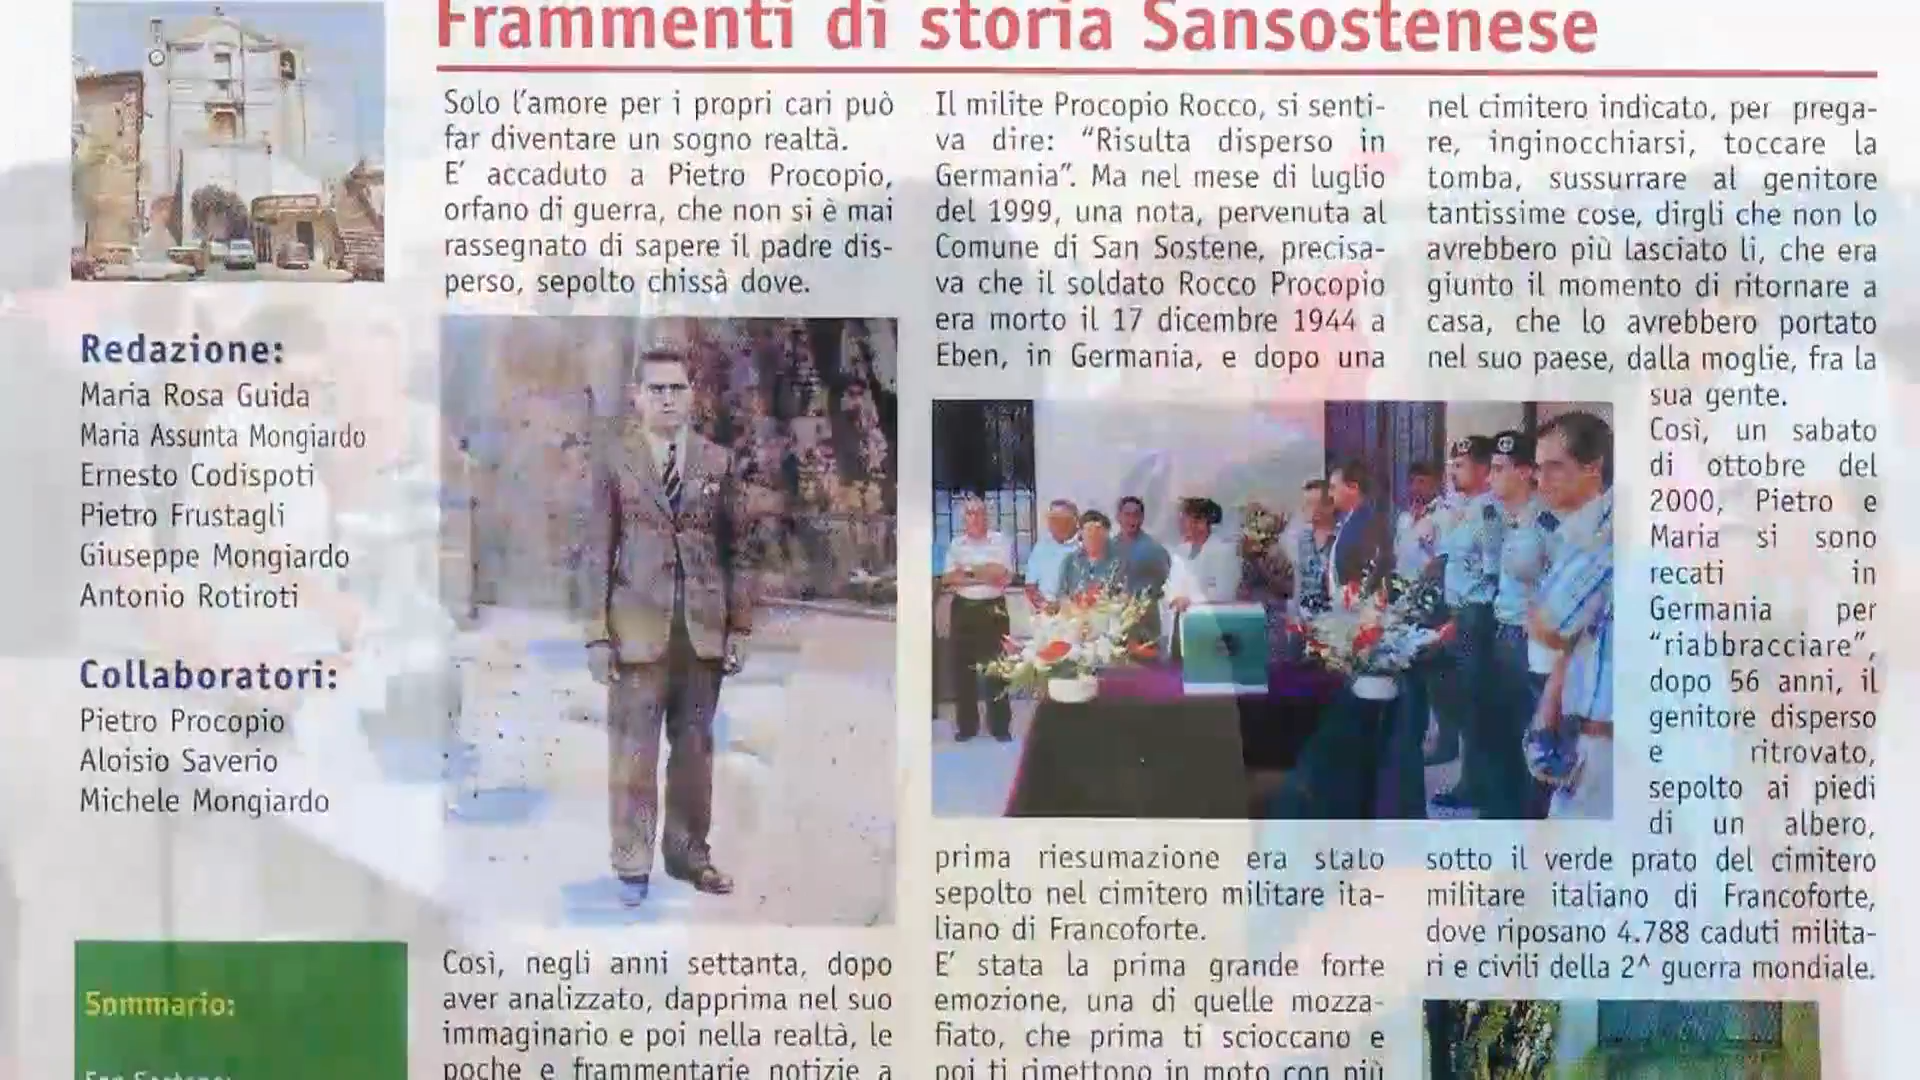 Frammenti di storia Sansostenese
Redazione:
Maria Rosa Guida
Maria Assunta Mongiardo
Ernesto Codispoti
Pietro Frustagli
Giuseppe Mongiardo
Antonio Rotiroti
Collaboratori:
Pietro Procopio
Aloisio Saverio
Michele Mongiardo
Sommario:
Solo l'amore per i propri cari può
far diventare un sogno realtà.
E' accaduto a Pietro Procopio,
orfano di guerra, che non si è mai
rassegnato di sapere il padre dis-
perso, sepolto chissà dove.
Così, negli anni settanta, dopo
aver analizzato, dapprima nel suo
immaginario e poi nella realtà, le
poche e frammentarie notizie a
Il milite Procopio Rocco, si senti-
va dire: "Risulta disperso in
Germania". Ma nel mese di luglio
del 1999, una nota, pervenuta al
Comune di San Sostene, precisa-
va che il soldato Rocco Procopio
era morto il 17 dicembre 1944 a
Eben, in Germania, e dopo una
prima riesumazione era stato
sepolto nel cimitero militare ita-
liano di Francoforte.
E' stata la prima grande forte
emozione, una di quelle mozza-
fiato, che prima ti scioccano e
poi ti rimettono in moto con più
nel cimitero indicato, per prega-
re, inginocchiarsi, toccare la
tomba, sussurrare al genitore
tantissime cose, dirgli che non lo
avrebbero più lasciato lì, che era
giunto il momento di ritornare a
casa, che lo avrebbero portato
nel suo paese, dalla moglie, fra la
sua gente.
Così, un sabato
di ottobre del
2000, Pietro e
Maria si sono
recati in
Germania per
"riabbracciare",
dopo 56 anni, il
genitore disperso
e ritrovato,
sepolto ai piedi
di un albero,
sotto il verde prato del cimitero
militare italiano di Francoforte,
dove riposano 4.788 caduti milita-
ri e civili della 2^ guerra mondiale.